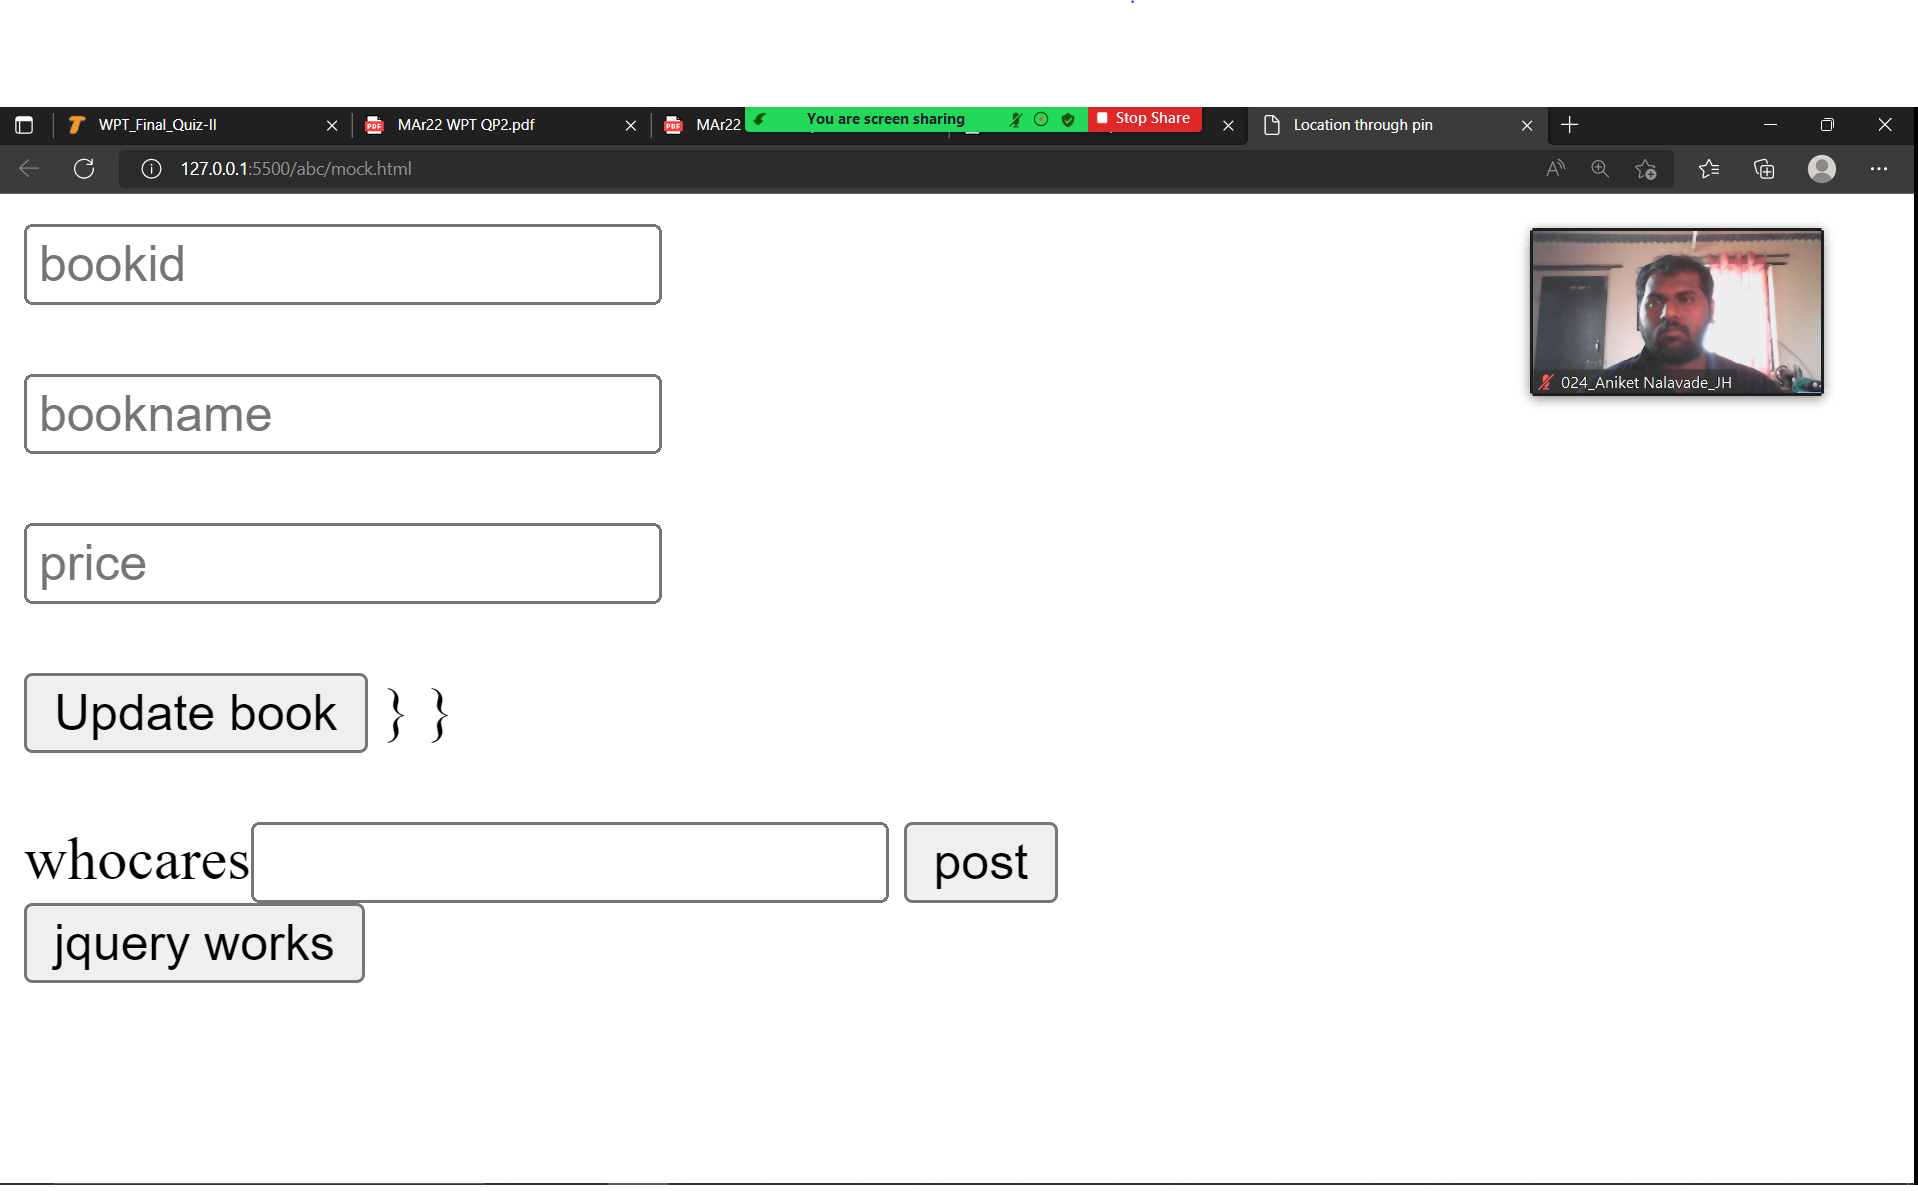 WPT_Final_Quiz-II
MAr22 WPT QP2.pdf
MAr22
You are screen sharing
Stop Share
Location through pin
127.0.0.1:5500/abc/mock.html
bookid
024_Aniket Nalavade_JH
bookname
price
Update book } }
whocares post
jquery works